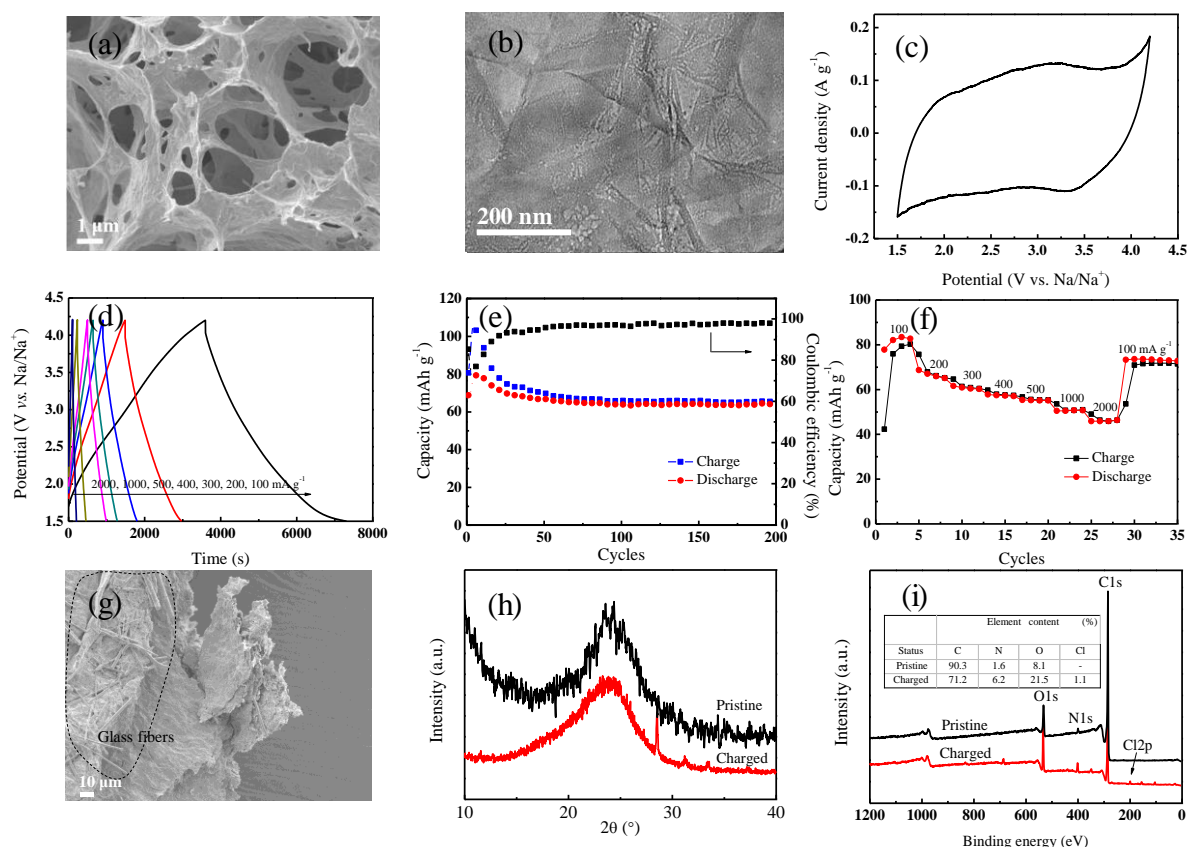 (a)
1 μm
(b)
200 nm
(c)
Current density (A g⁻¹)
0.2
0.1
0.0
-0.1
-0.2
1.5 2.0 2.5 3.0 3.5 4.0 4.5
Potential (V vs. Na/Na⁺)
(d)
Potential (V vs. Na/Na⁺)
4.5
4.0
3.5
3.0
2.5
2.0
1.5
2000, 1000, 500, 400, 300, 200, 100 mA g⁻¹
0 2000 4000 6000 8000
Time (s)
(e)
Capacity (mAh g⁻¹)
120
100
80
60
40
20
0
Charge
Discharge
100
80
60
40
20
0
Coulombic efficiency (%)
0 50 100 150 200
Cycles
(f)
Capacity (mAh g⁻¹)
100
80
60
40
20
0
100
200
300
400
500
1000
2000
100 mA g⁻¹
Charge
Discharge
0 5 10 15 20 25 30 35
Cycles
(g)
Glass fibers
10 μm
(h)
Intensity (a.u.)
Pristine
Charged
10 20 30 40
2θ (°)
(i)
Intensity (a.u.)
Element content (%)
Status C N O Cl
Pristine 90.3 1.6 8.1 -
Charged 71.2 6.2 21.5 1.1
C1s
O1s
N1s
Cl2p
Pristine
Charged
1200 1000 800 600 400 200 0
Binding energy (eV)